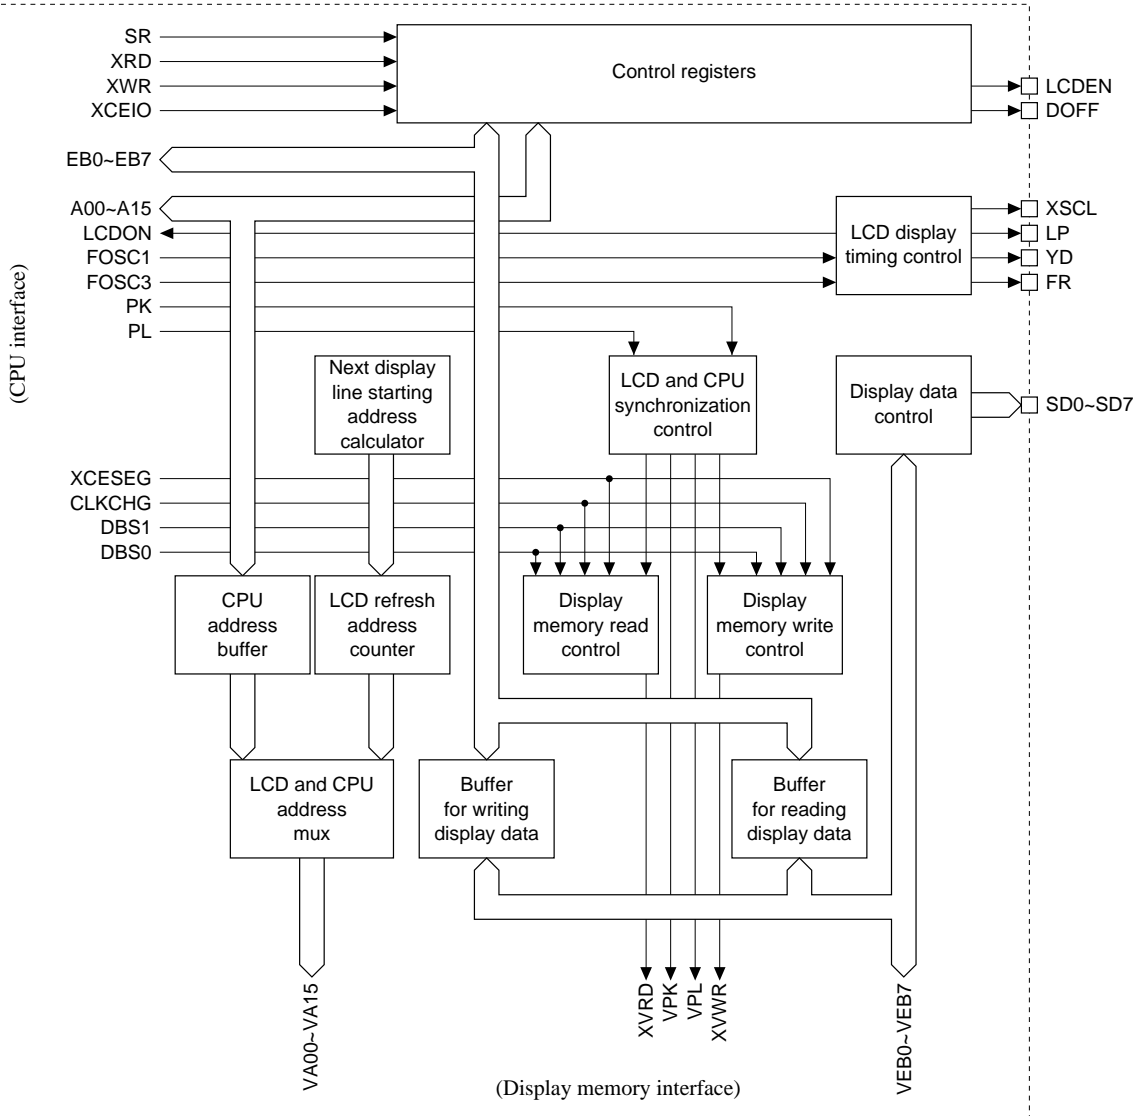 SR
XRD
XWR
XCEIO
Control registers
LCDEN
DOFF
EB0~EB7
A00~A15
LCDON
FOSC1
FOSC3
PK
PL
LCD display
timing control
XSCL
LP
YD
FR
(CPU interface)
Next display
line starting
address
calculator
LCD and CPU
synchronization
control
Display data
control
SD0~SD7
XCESEG
CLKCHG
DBS1
DBS0
CPU
address
buffer
LCD refresh
address
counter
Display
memory read
control
Display
memory write
control
LCD and CPU
address
mux
Buffer
for writing
display data
Buffer
for reading
display data
VA00~VA15
XVRD
VPK
VPL
XVWR
VEB0~VEB7
(Display memory interface)